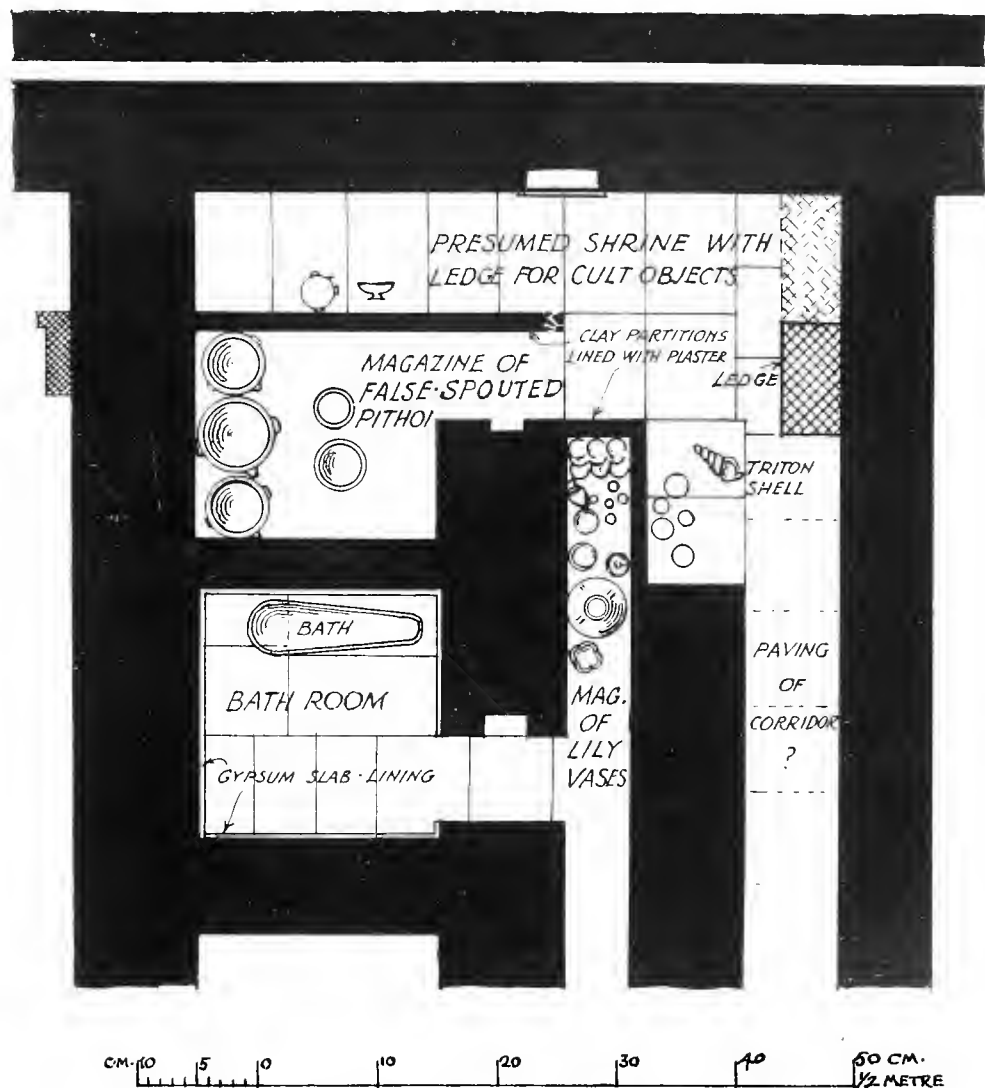 PRESUMED SHRINE WITH
LEDGE FOR CULT OBJECTS
CLAY PARTITIONS
LINED WITH PLASTER
MAGAZINE OF
FALSE-SPOUTED
PITHOI
LEDGE
TRITON
SHELL
BATH
BATH ROOM
GYPSUM SLAB-LINING
MAG.
OF
LILY
VASES
PAVING
OF
CORRIDOR
?
C·M· 10 5 0 10 20 30 40 50 CM.
1/2 METRE